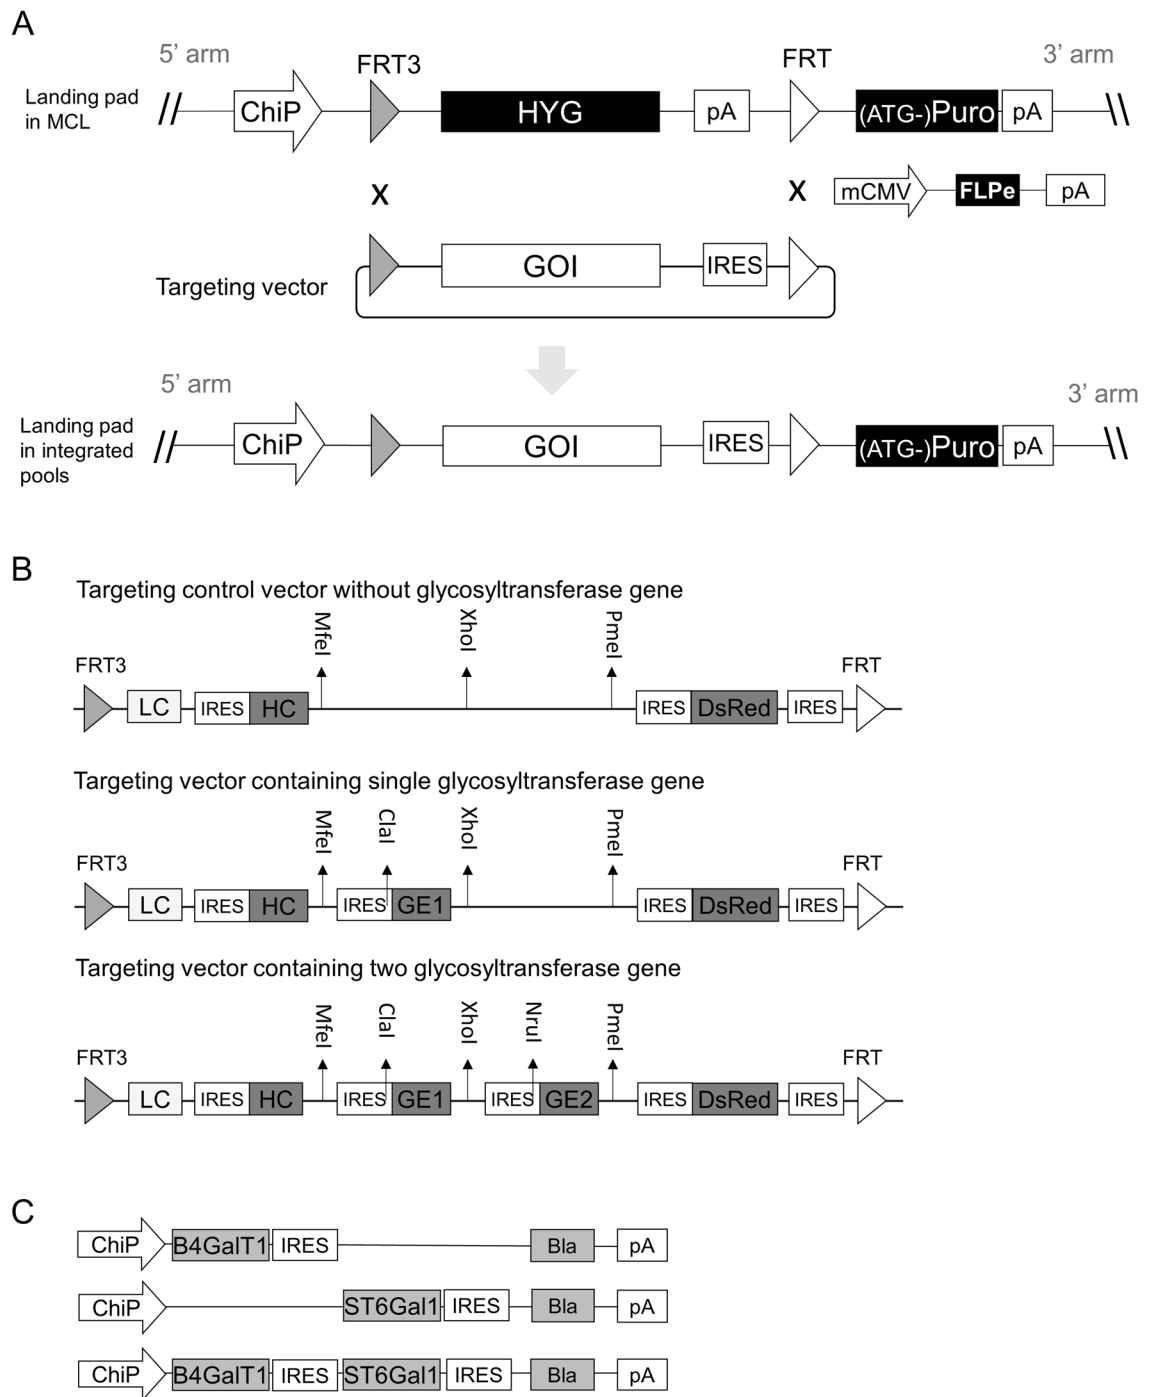 A
5’ arm
FRT3
FRT
3’ arm
Landing pad
in MCL
ChiP
HYG
pA
(ATG-)Puro
pA
X
X
mCMV
FLPe
pA
Targeting vector
GOI
IRES
5’ arm
3’ arm
Landing pad
in integrated
pools
ChiP
GOI
IRES
(ATG-)Puro
pA
B
Targeting control vector without glycosyltransferase gene
MfeI
XhoI
PmeI
FRT3
FRT
LC
IRES
HC
IRES
DsRed
IRES
Targeting vector containing single glycosyltransferase gene
MfeI
ClaI
XhoI
PmeI
FRT3
FRT
LC
IRES
HC
IRES
GE1
IRES
DsRed
IRES
Targeting vector containing two glycosyltransferase gene
MfeI
ClaI
XhoI
NruI
PmeI
FRT3
FRT
LC
IRES
HC
IRES
GE1
IRES
GE2
IRES
DsRed
IRES
C
ChiP
B4GalT1
IRES
Bla
pA
ChiP
ST6Gal1
IRES
Bla
pA
ChiP
B4GalT1
IRES
ST6Gal1
IRES
Bla
pA